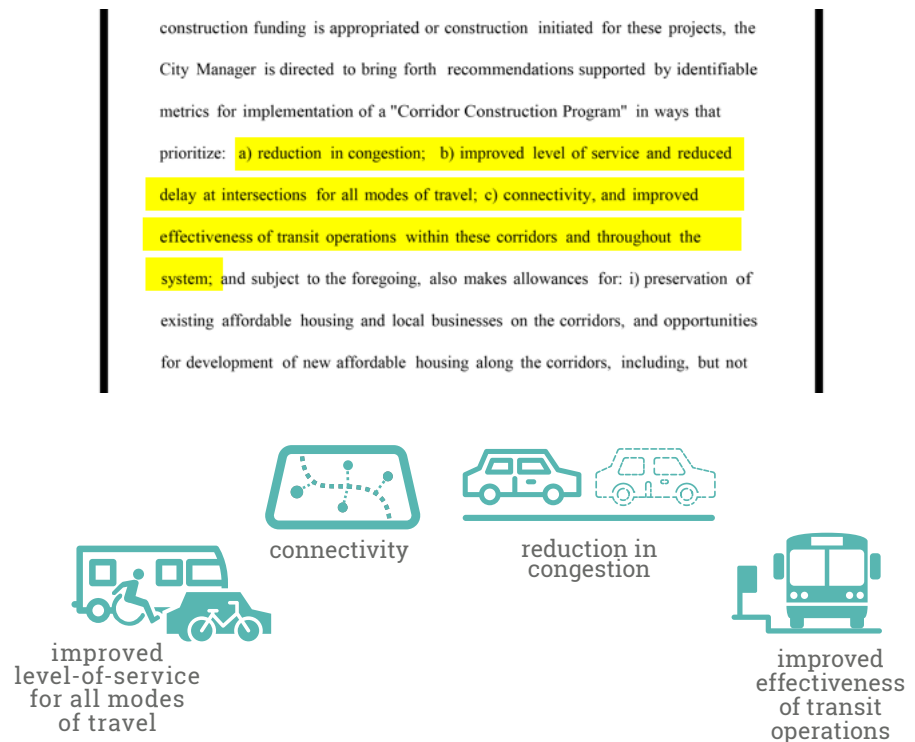 construction funding is appropriated or construction initiated for these projects, the
City Manager is directed to bring forth recommendations supported by identifiable
metrics for implementation of a "Corridor Construction Program" in ways that
prioritize: a) reduction in congestion; b) improved level of service and reduced
delay at intersections for all modes of travel; c) connectivity, and improved
effectiveness of transit operations within these corridors and throughout the
system; and subject to the foregoing, also makes allowances for: i) preservation of
existing affordable housing and local businesses on the corridors, and opportunities
for development of new affordable housing along the corridors, including, but not
connectivity
reduction in
congestion
improved
level-of-service
for all modes
of travel
improved
effectiveness
of transit
operations